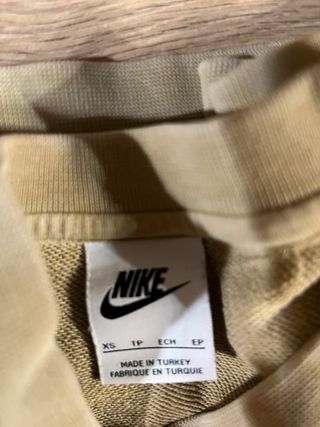 NIKE
XS TP ECH EP
MADE IN TURKEY
FABRIQUE EN TURQUIE